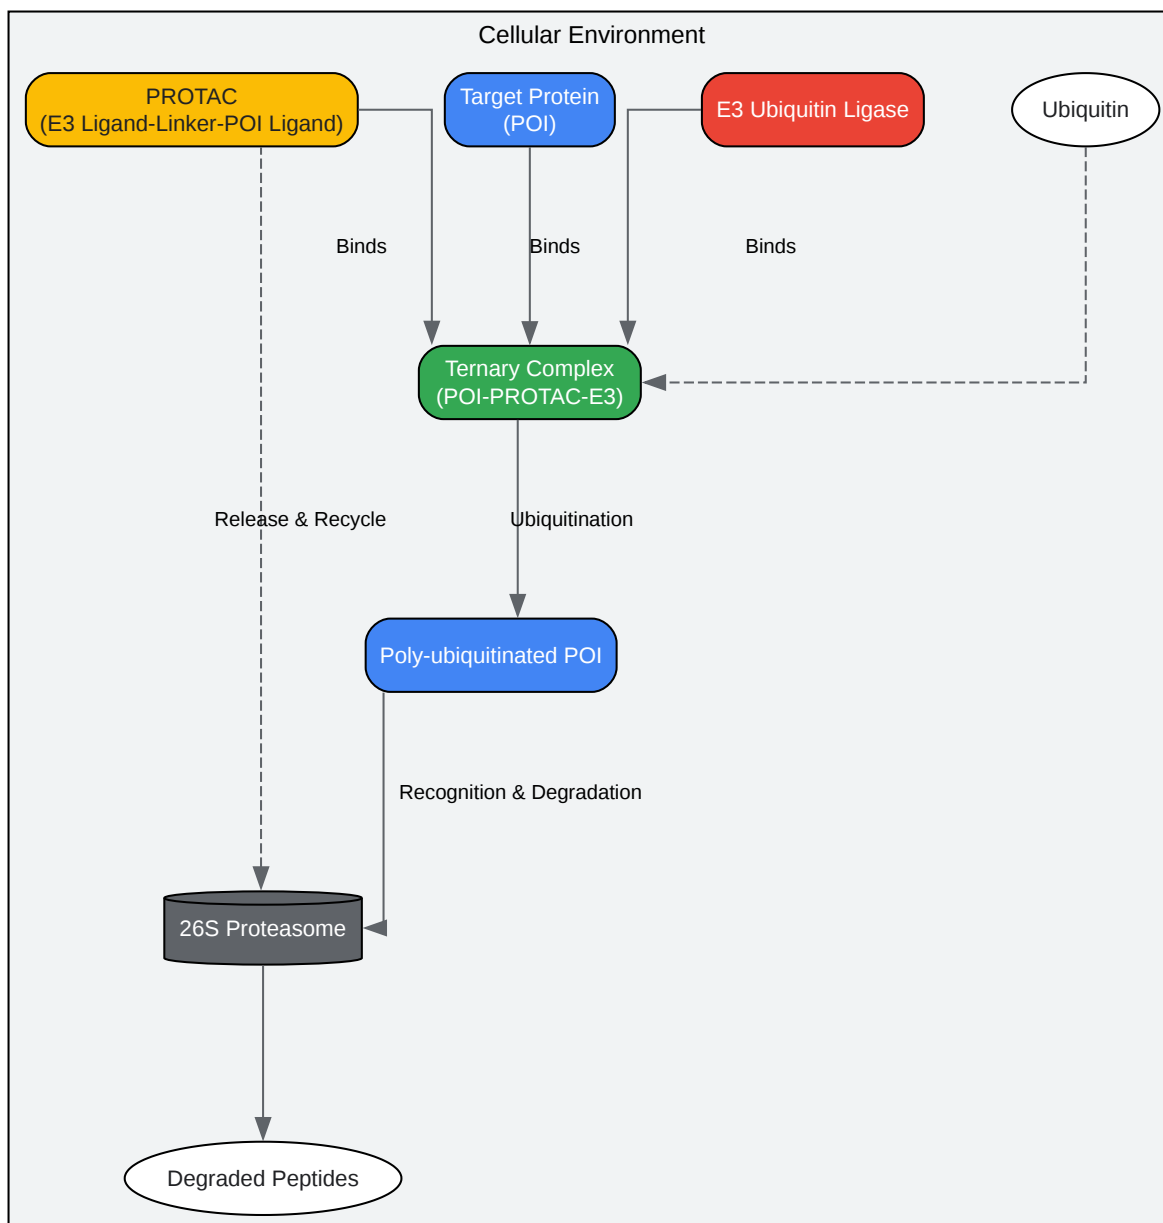 Cellular Environment
PROTAC
(E3 Ligand-Linker-POI Ligand)
Target Protein
(POI)
E3 Ubiquitin Ligase
Ubiquitin
Binds
Binds
Binds
Ternary Complex
(POI-PROTAC-E3)
Release & Recycle
Ubiquitination
Poly-ubiquitinated POI
Recognition & Degradation
26S Proteasome
Degraded Peptides